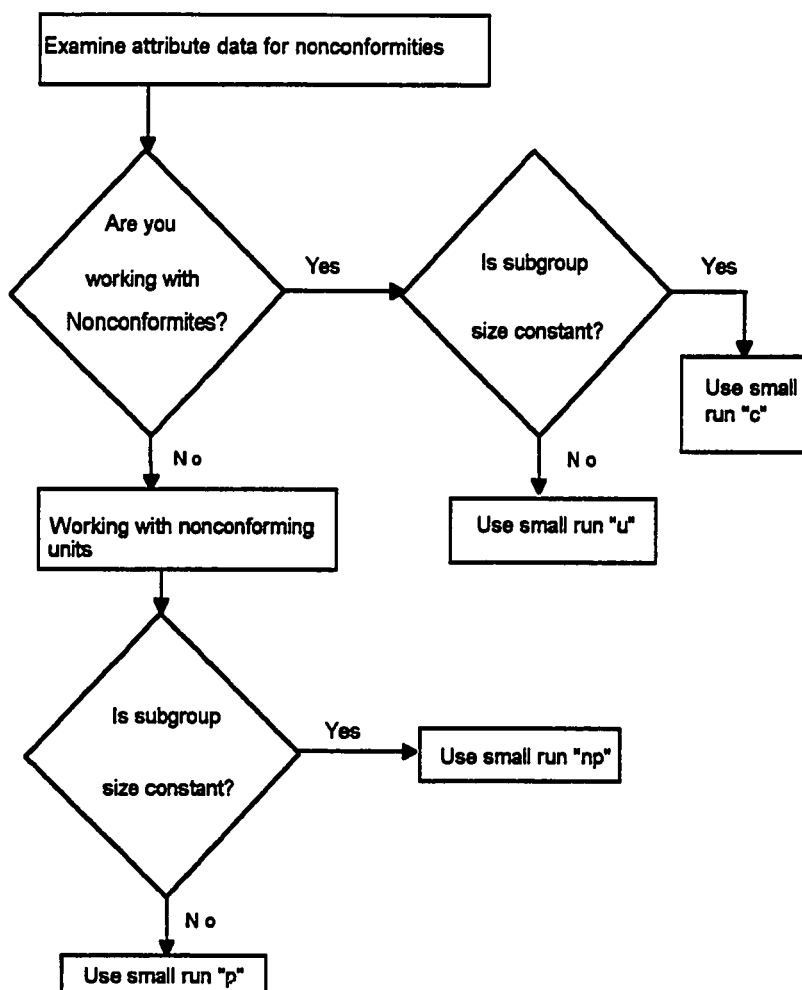 Examine attribute data for nonconformities
Are you
working with
Nonconformites?
Yes
Is subgroup
size constant?
Yes
Use small
run "c"
No
Use small run "u"
No
Working with nonconforming
units
Is subgroup
size constant?
Yes
Use small run "np"
No
Use small run "p"